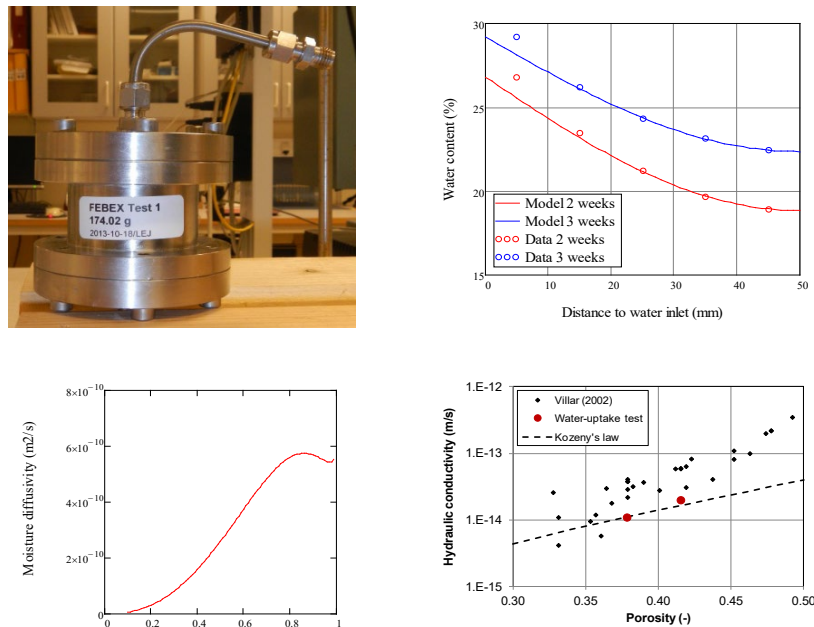 FEBEX Test 1
174.02 g
2013-10-18/LEJ
30
27
23
20
15
0
10
20
30
40
50
Water content (%)
Model 2 weeks
Model 3 weeks
Data 2 weeks
Data 3 weeks
Distance to water inlet (mm)
8×10⁻¹⁰
6×10⁻¹⁰
4×10⁻¹⁰
2×10⁻¹⁰
0
0
0.2
0.4
0.6
0.8
1
Moisture diffusivity (m2/s)
1.E-12
1.E-13
1.E-14
1.E-15
0.30
0.35
0.40
0.45
0.50
Hydraulic conductivity (m/s)
Villar (2002)
Water-uptake test
Kozeny's law
Porosity (-)